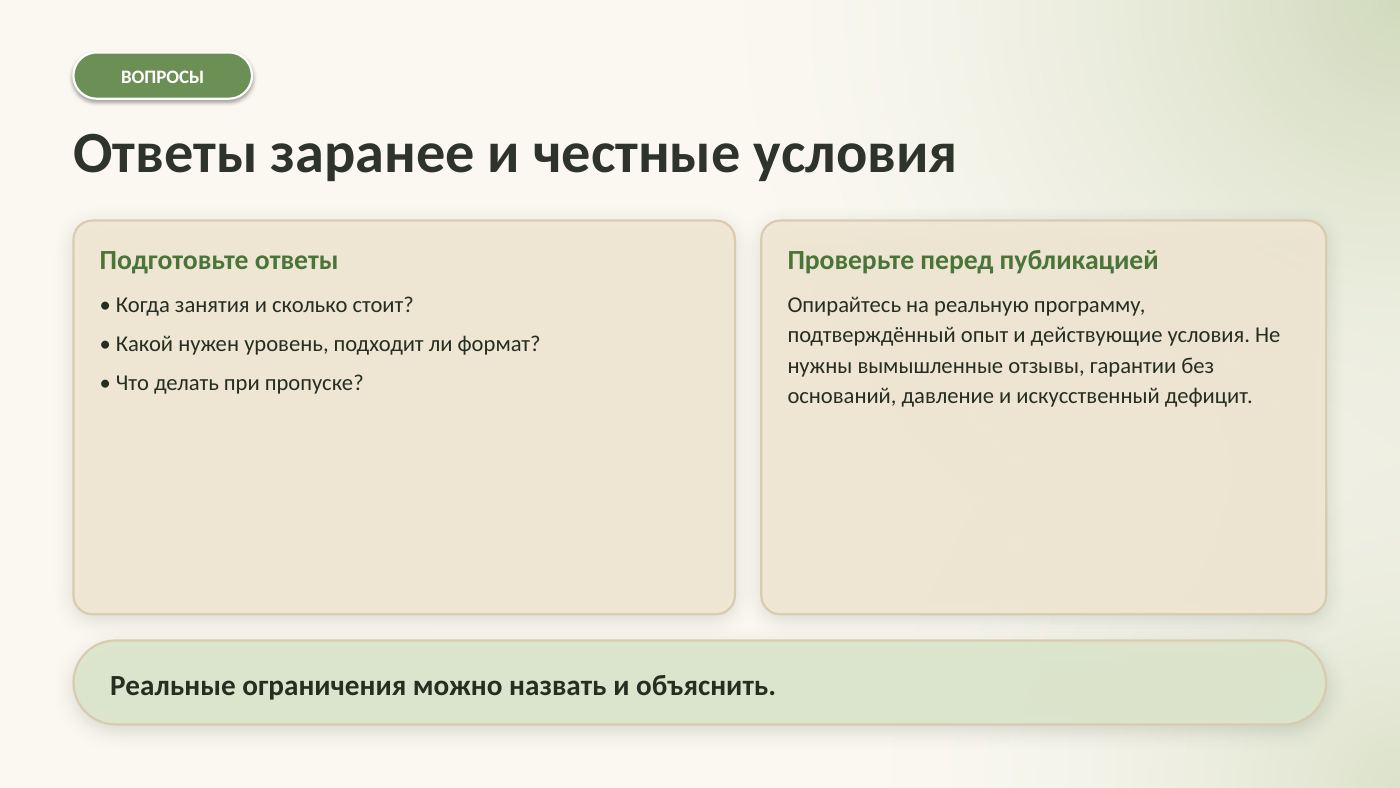 ВОПРОСЫ
Ответы заранее и честные условия
Подготовьте ответы
• Когда занятия и сколько стоит?
• Какой нужен уровень, подходит ли формат?
• Что делать при пропуске?
Проверьте перед публикацией
Опирайтесь на реальную программу,
подтверждённый опыт и действующие условия. Не
нужны вымышленные отзывы, гарантии без
оснований, давление и искусственный дефицит.
Реальные ограничения можно назвать и объяснить.